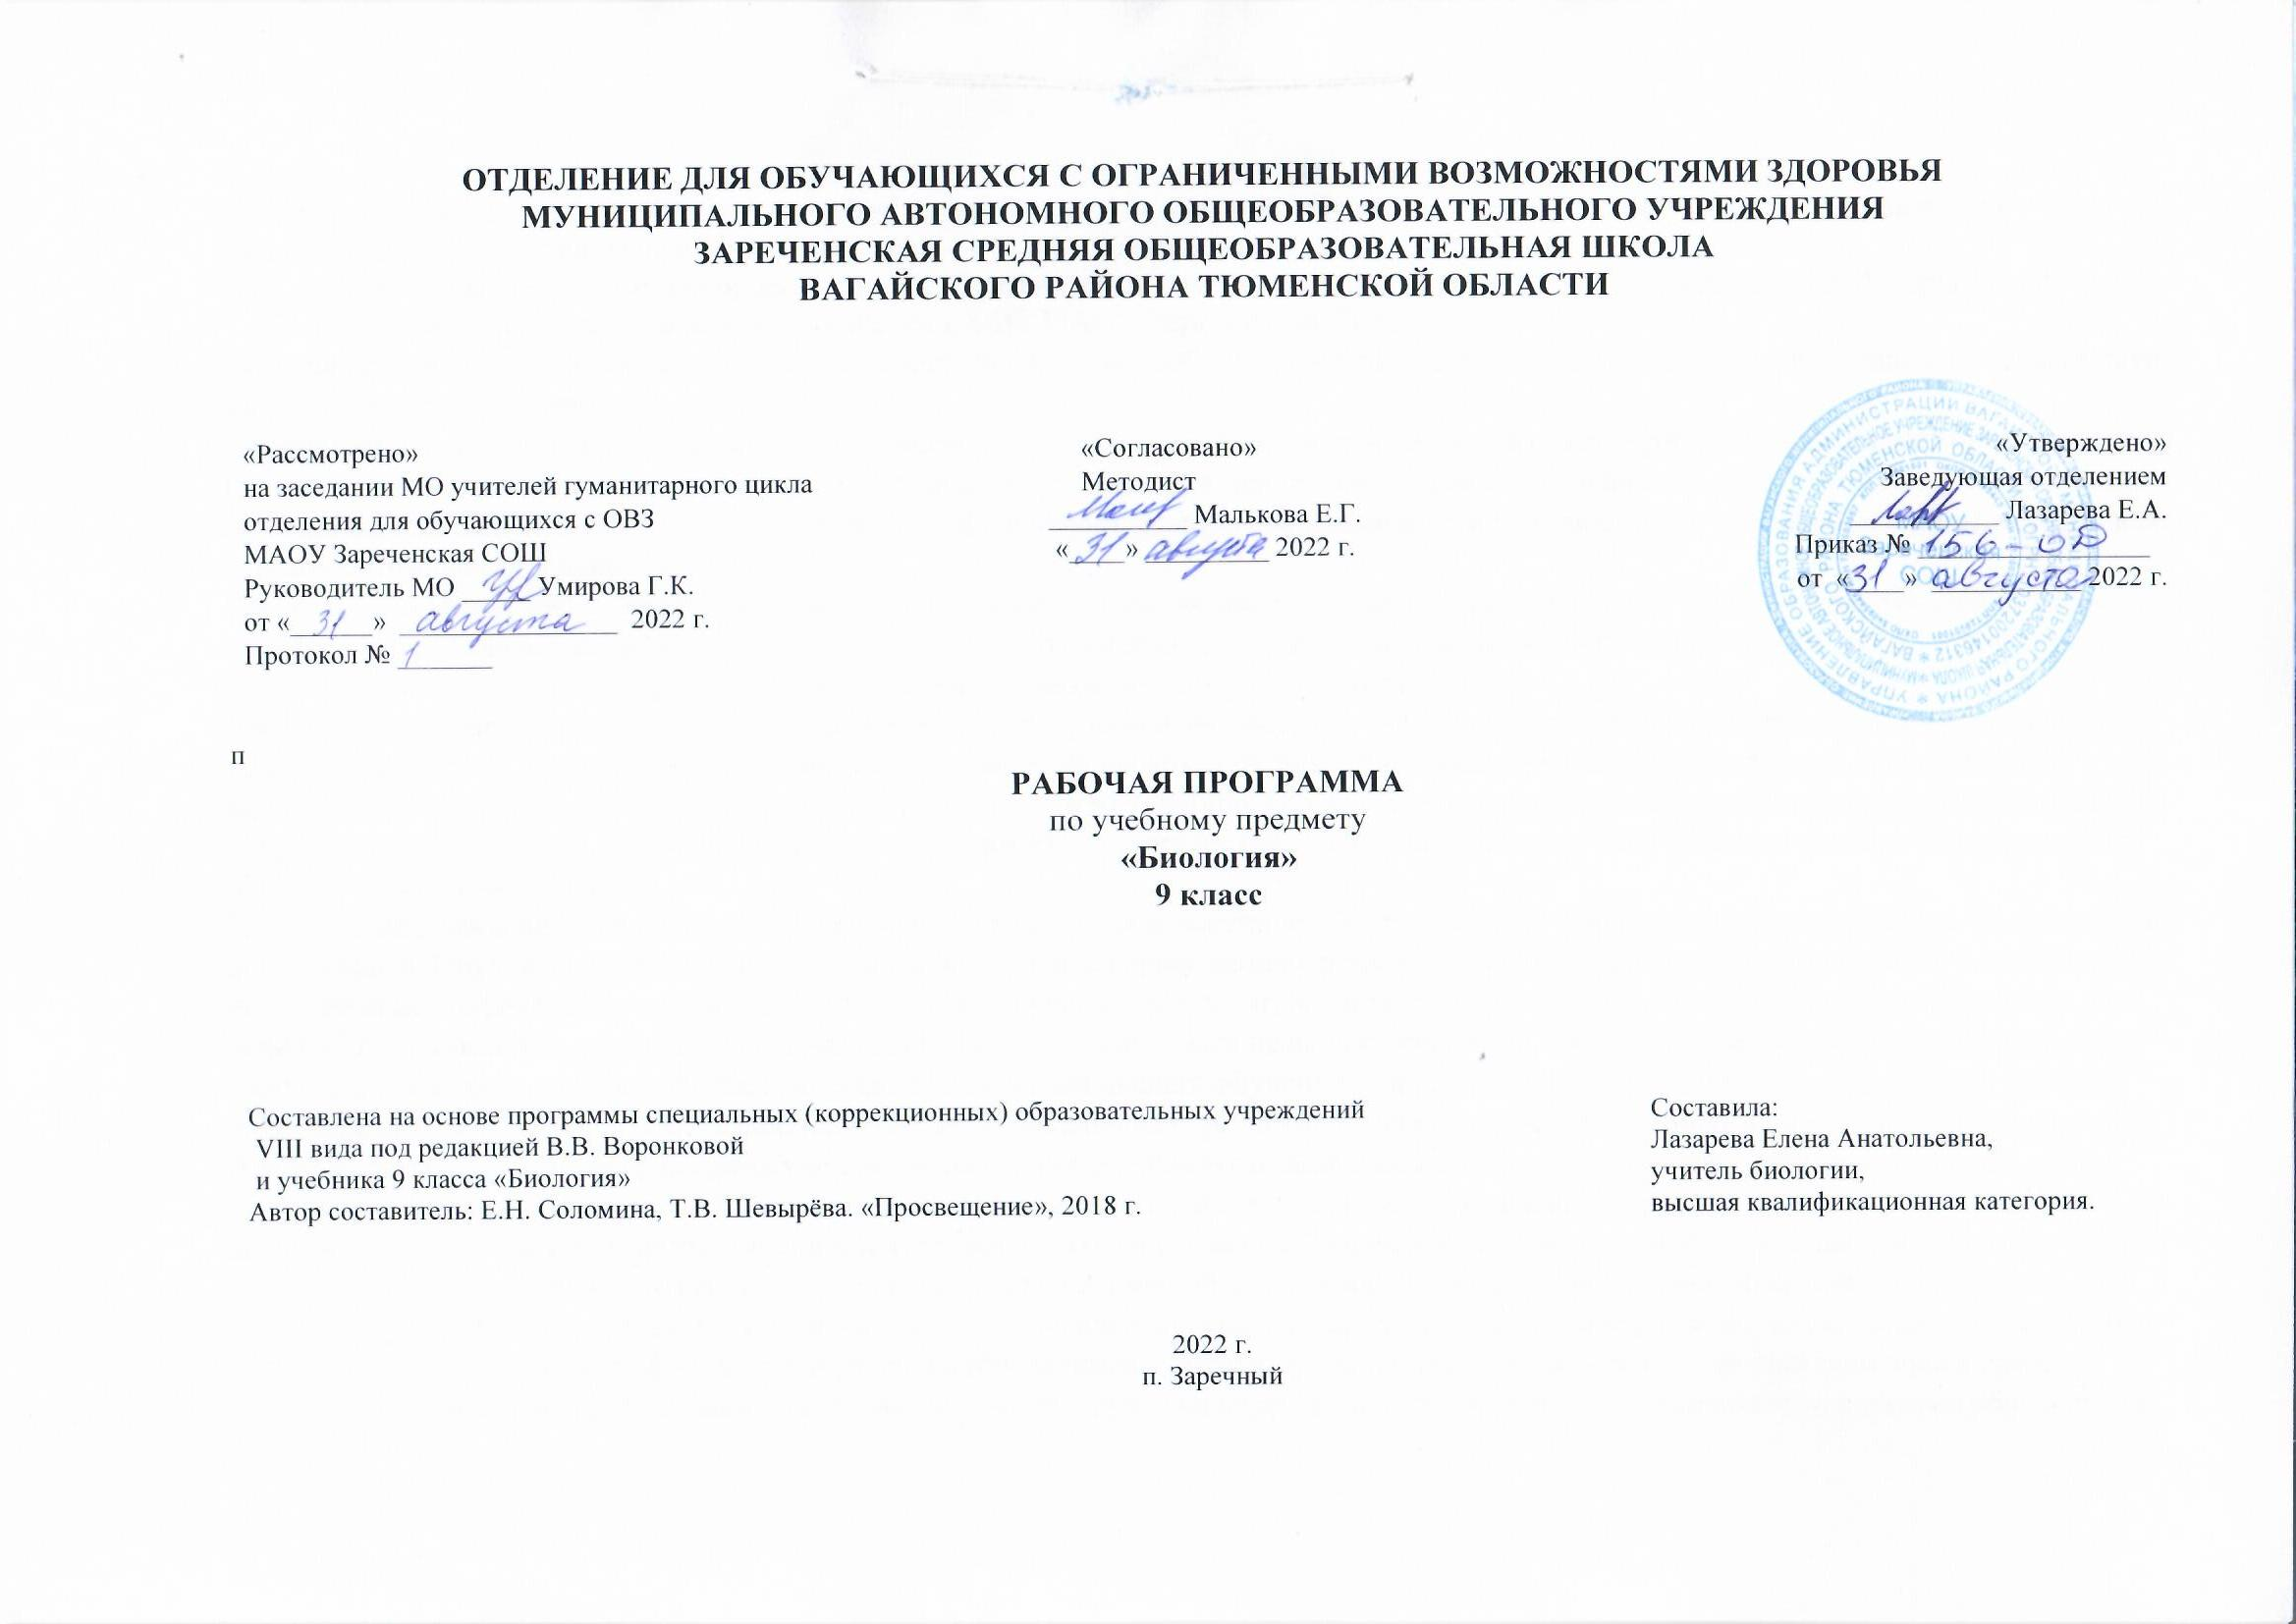 ОТДЕЛЕНИЕ ДЛЯ ОБУЧАЮЩИХСЯ С ОГРАНИЧЕННЫМИ ВОЗМОЖНОСТЯМИ ЗДОРОВЬЯ
МУНИЦИПАЛЬНОГО АВТОНОМНОГО ОБЩЕОБРАЗОВАТЕЛЬНОГО УЧРЕЖДЕНИЯ
ЗАРЕЧЕНСКАЯ СРЕДНЯЯ ОБЩЕОБРАЗОВАТЕЛЬНАЯ ШКОЛА
ВАГАЙСКОГО РАЙОНА ТЮМЕНСКОЙ ОБЛАСТИ
«Рассмотрено»
на заседании МО учителей гуманитарного цикла
отделения для обучающихся с ОВЗ
МАОУ Зареченская СОШ
Руководитель МО Умирова Г.К.
от «31» августа 2022 г.
Протокол № 1
«Согласовано»
Методист
Малькова Е.Г.
«31» августа 2022 г.
«Утверждено»
Заведующая отделением
Лазарева Е.А.
Приказ № 156-ОД
от «31» августа 2022 г.
п
РАБОЧАЯ ПРОГРАММА
по учебному предмету
«Биология»
9 класс
Составлена на основе программы специальных (коррекционных) образовательных учреждений
VIII вида под редакцией В.В. Воронковой
и учебника 9 класса «Биология»
Автор составитель: Е.Н. Соломина, Т.В. Шевырёва. «Просвещение», 2018 г.
Составила:
Лазарева Елена Анатольевна,
учитель биологии,
высшая квалификационная категория.
2022 г.
п. Заречный